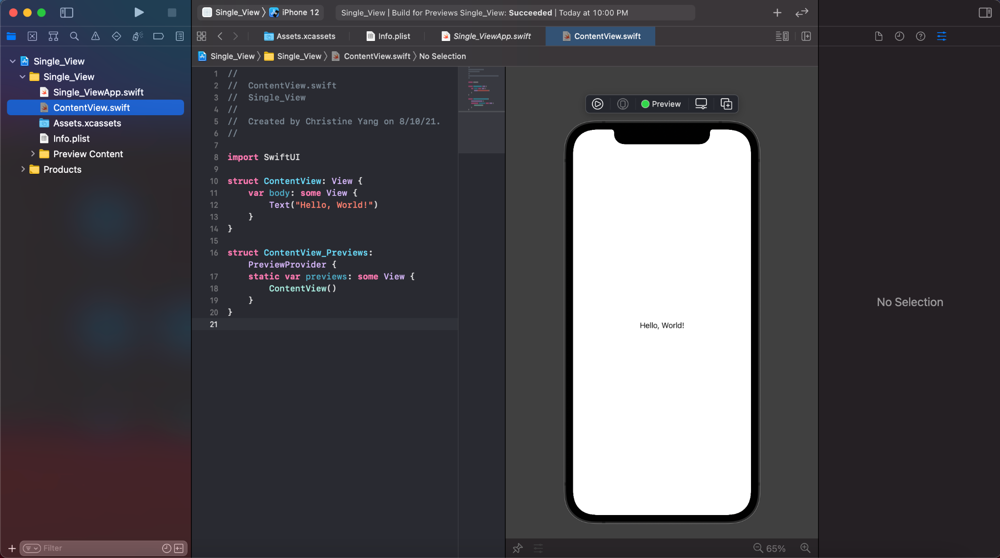 Single_View 〉 iPhone 12
Single_View | Build for Previews Single_View: Succeeded | Today at 10:00 PM
Assets.xcassets
Info.plist
Single_ViewApp.swift
ContentView.swift
Single_View 〉 Single_View 〉 ContentView.swift 〉 No Selection
Single_View
Single_View
Single_ViewApp.swift
ContentView.swift
Assets.xcassets
Info.plist
Preview Content
Products
Filter
1 //
2 //  ContentView.swift
3 //  Single_View
4 //
5 //  Created by Christine Yang on 8/10/21.
6 //
7
8 import SwiftUI
9
10 struct ContentView: View {
11     var body: some View {
12         Text("Hello, World!")
13     }
14 }
15
16 struct ContentView_Previews:
    PreviewProvider {
17     static var previews: some View {
18         ContentView()
19     }
20 }
21
Preview
Hello, World!
65%
No Selection